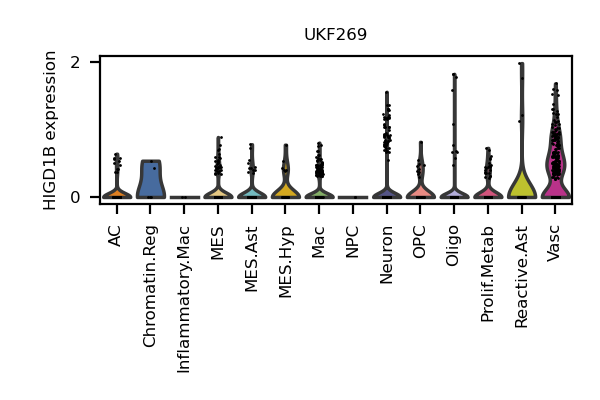 UKF269
HIGD1B expression
2
0
AC
Chromatin.Reg
Inflammatory.Mac
MES
MES.Ast
MES.Hyp
Mac
NPC
Neuron
OPC
Oligo
Prolif.Metab
Reactive.Ast
Vasc